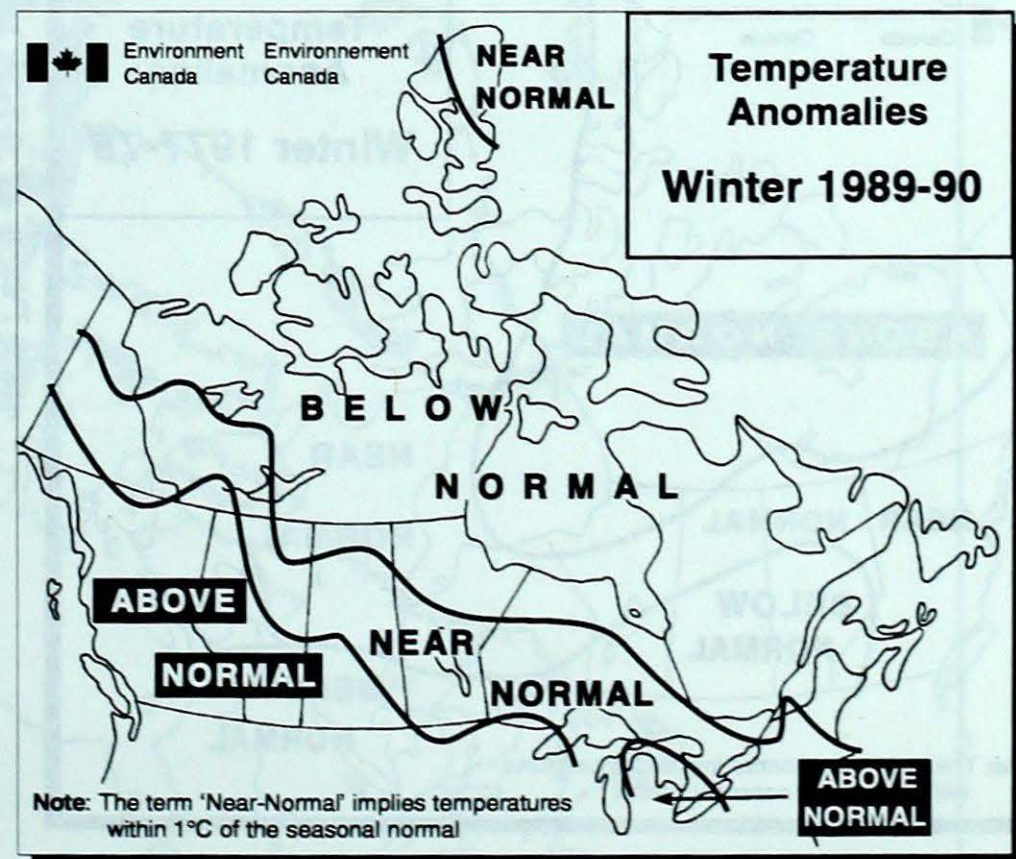 Environment Environnement
Canada Canada
Temperature
Anomalies
Winter 1989-90
NEAR
NORMAL
BELOW
NORMAL
ABOVE
NORMAL
NEAR
NORMAL
ABOVE
NORMAL
Note: The term 'Near-Normal' implies temperatures
within 1°C of the seasonal normal